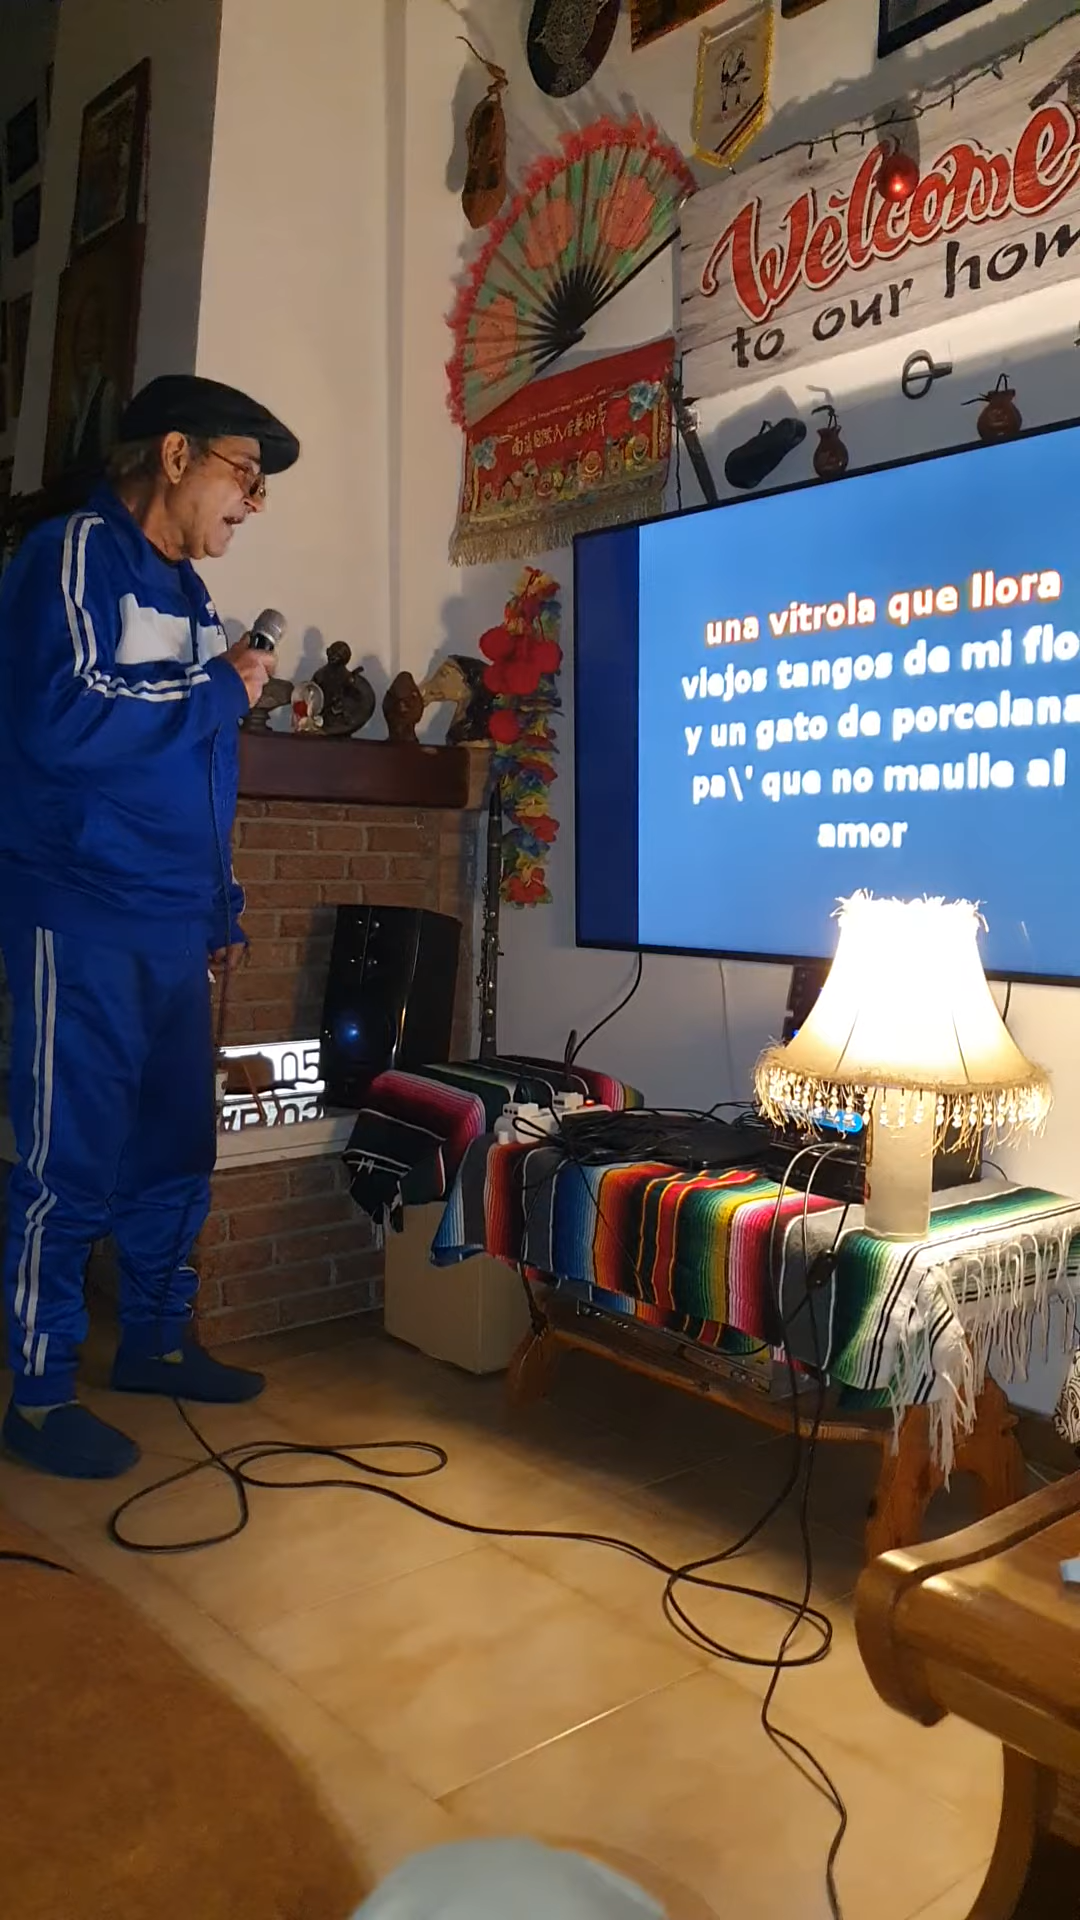 Welcome
to our hom
una vitrola que llora
viejos tangos de mi flo
y un gato de porcelana
pa\' que no maulle al
amor
05